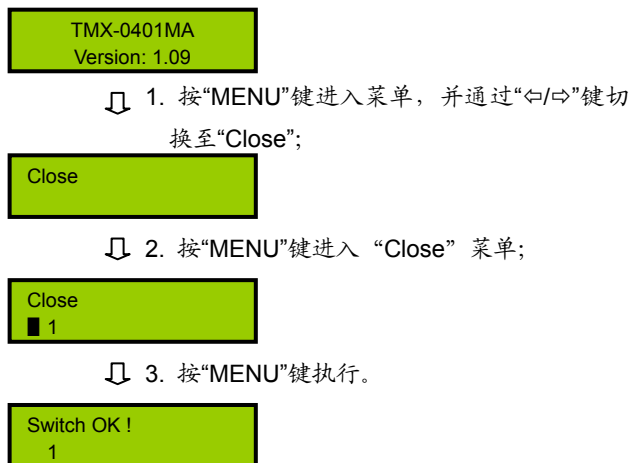 TMX-0401MA
Version: 1.09
1. 按“MENU”键进入菜单，并通过“⇦/⇨”键切
换至“Close”;
Close
2. 按“MENU”键进入“Close”菜单;
Close
1
3. 按“MENU”键执行。
Switch OK !
1